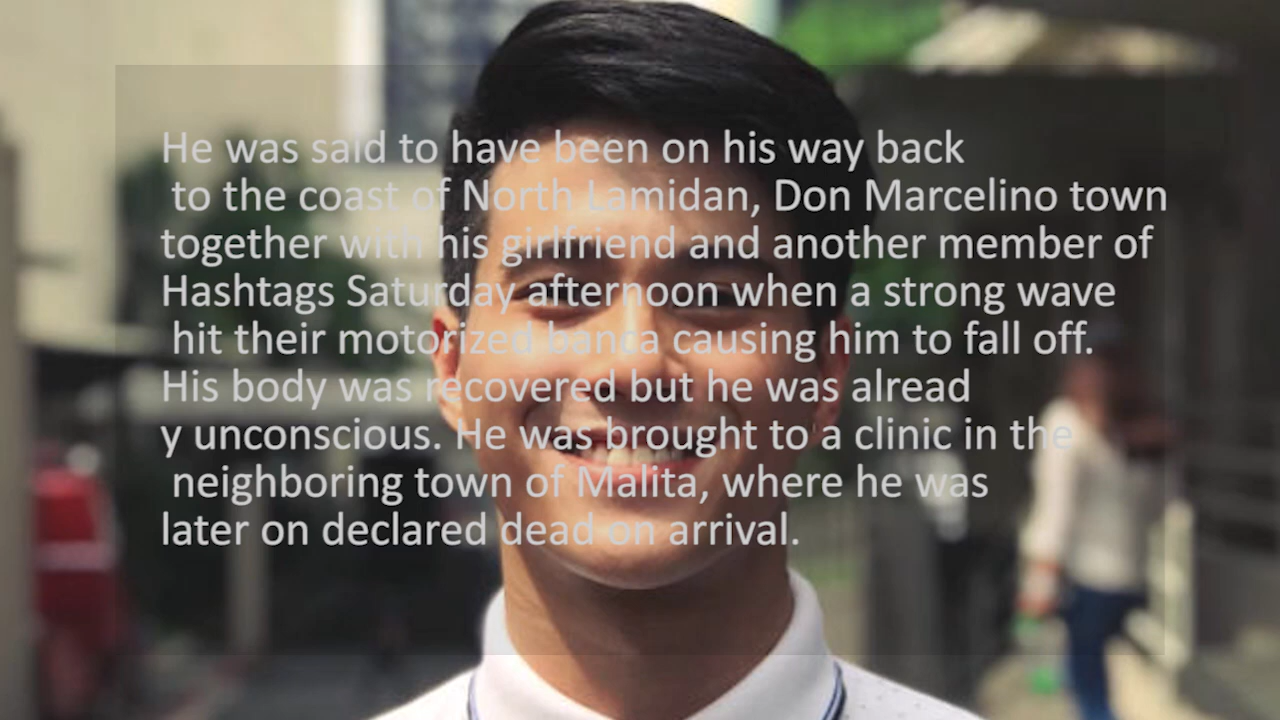 He was said to have been on his way back
to the coast of North Lamidan, Don Marcelino town
together with his girlfriend and another member of
Hashtags Saturday afternoon when a strong wave
hit their motorized banca causing him to fall off.
His body was recovered but he was alread
y unconscious. He was brought to a clinic in the
neighboring town of Malita, where he was
later on declared dead on arrival.